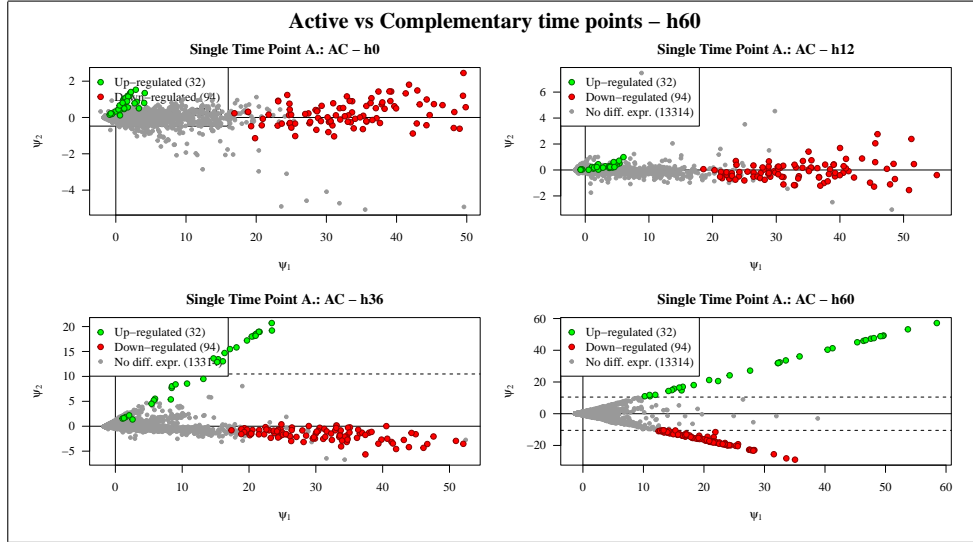 Active vs Complementary time points – h60
Single Time Point A.: AC – h0
ψ2
2
0
−2
−4
Up−regulated (32)
Down−regulated (94)
0 10 20 30 40 50
ψ1
Single Time Point A.: AC – h12
ψ2
6
4
2
0
−2
Up−regulated (32)
Down−regulated (94)
No diff. expr. (13314)
0 10 20 30 40 50
ψ1
Single Time Point A.: AC – h36
ψ2
20
15
10
5
0
−5
Up−regulated (32)
Down−regulated (94)
No diff. expr. (13314)
0 10 20 30 40 50
ψ1
Single Time Point A.: AC – h60
ψ2
60
40
20
0
−20
Up−regulated (32)
Down−regulated (94)
No diff. expr. (13314)
0 10 20 30 40 50 60
ψ1